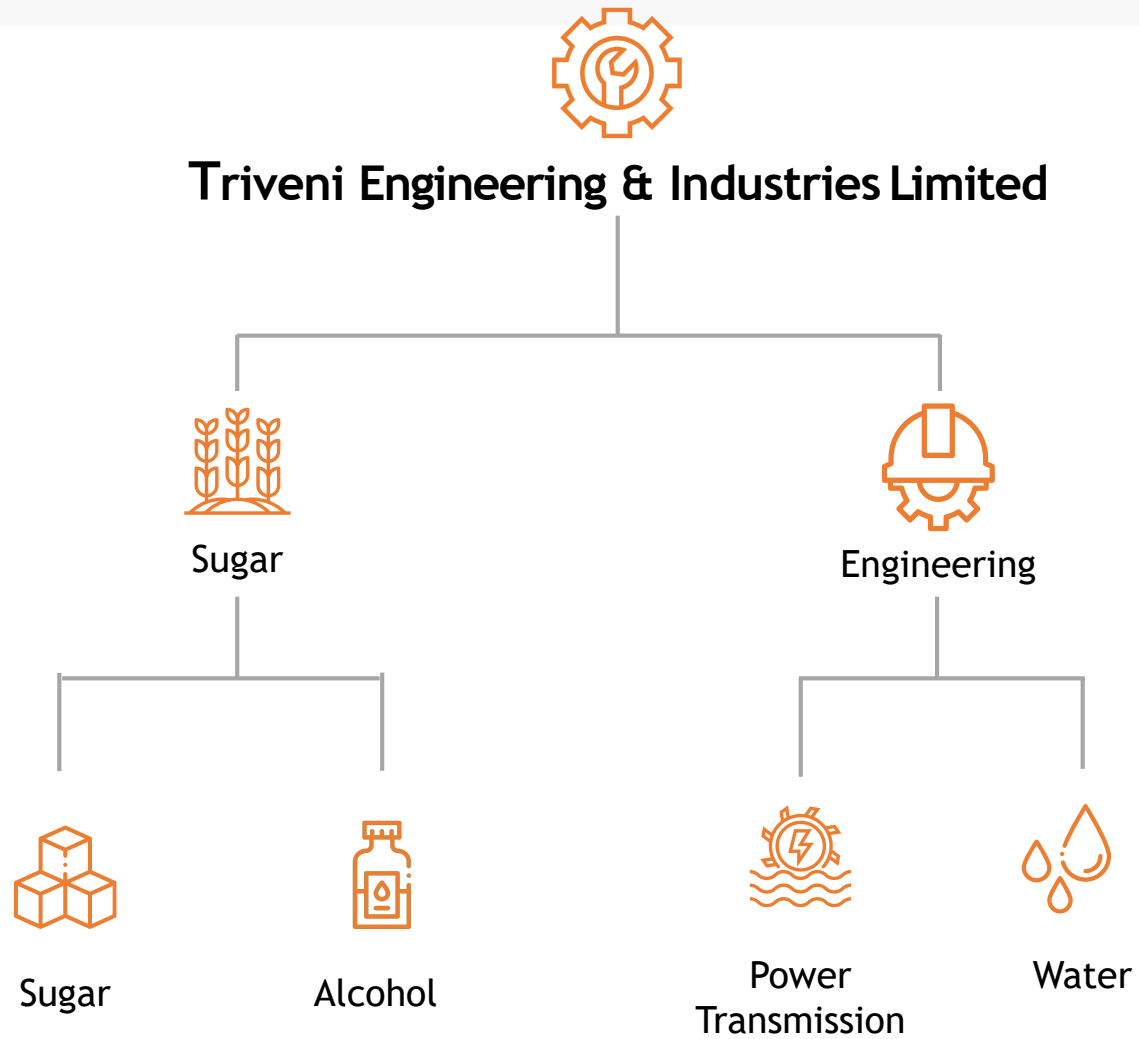 Triveni Engineering & Industries Limited
Sugar
Engineering
Sugar
Alcohol
Power
Transmission
Water